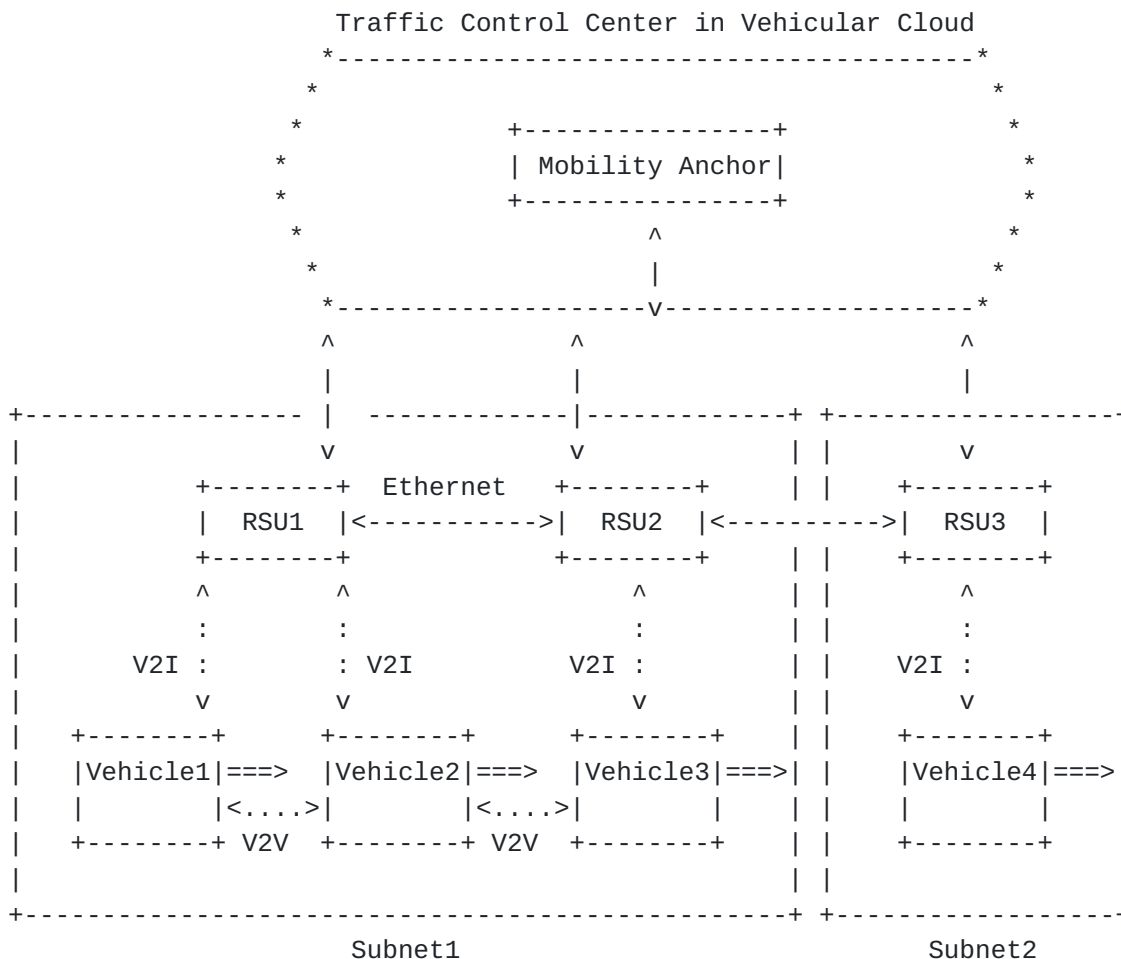 Traffic Control Center in Vehicular Cloud
Mobility Anchor
Ethernet
RSU1 RSU2 RSU3
V2I V2I V2I V2I
Vehicle1 Vehicle2 Vehicle3 Vehicle4
V2V V2V
Subnet1 Subnet2